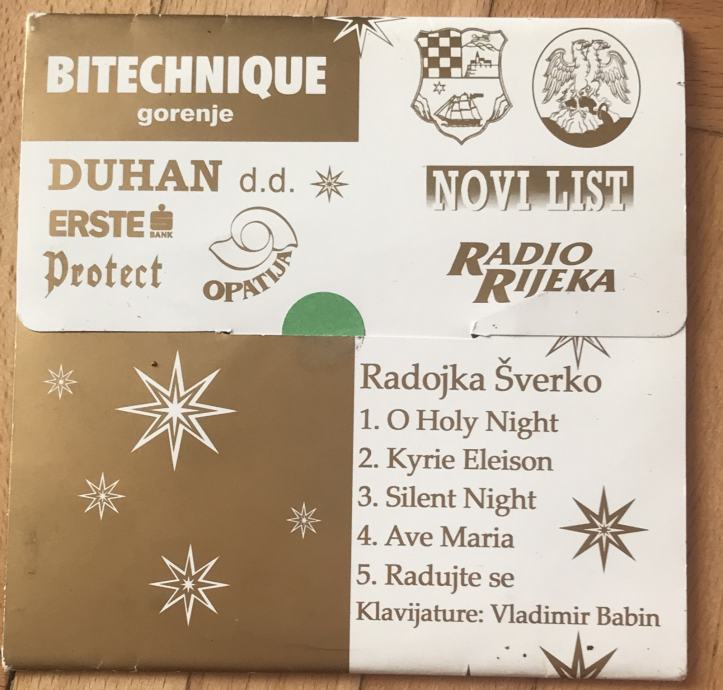 BITECHNIQUE
gorenje
DUHAN d.d.
ERSTE BANK
Protect
OPATIJA
NOVI LIST
RADIO
RIJEKA
Radojka Šverko
1. O Holy Night
2. Kyrie Eleison
3. Silent Night
4. Ave Maria
5. Radujte se
Klavijature: Vladimir Babin